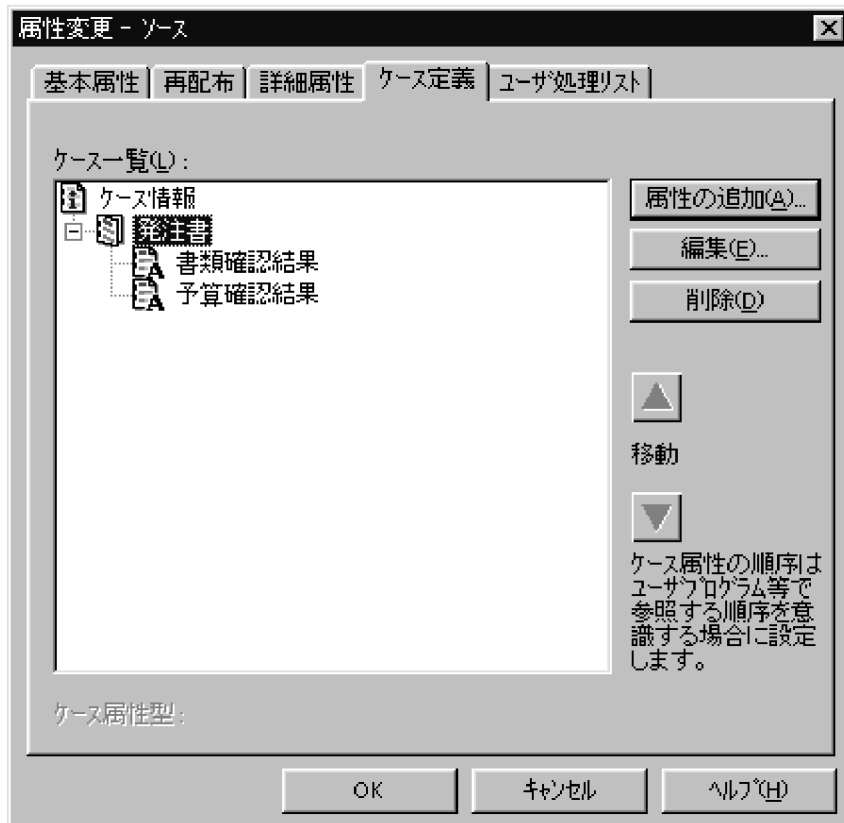 属性変更 - ソース
基本属性 再配布 詳細属性 ケース定義 ユーザ処理リスト
ケース一覧(L):
ケース情報
発注書
書類確認結果
予算確認結果
属性の追加(A)...
編集(E)...
削除(D)
移動
ケース属性の順序は
ユーザプログラム等で
参照する順序を意
識する場合に設定
します。
ケース属性型:
OK キャンセル ヘルプ(H)